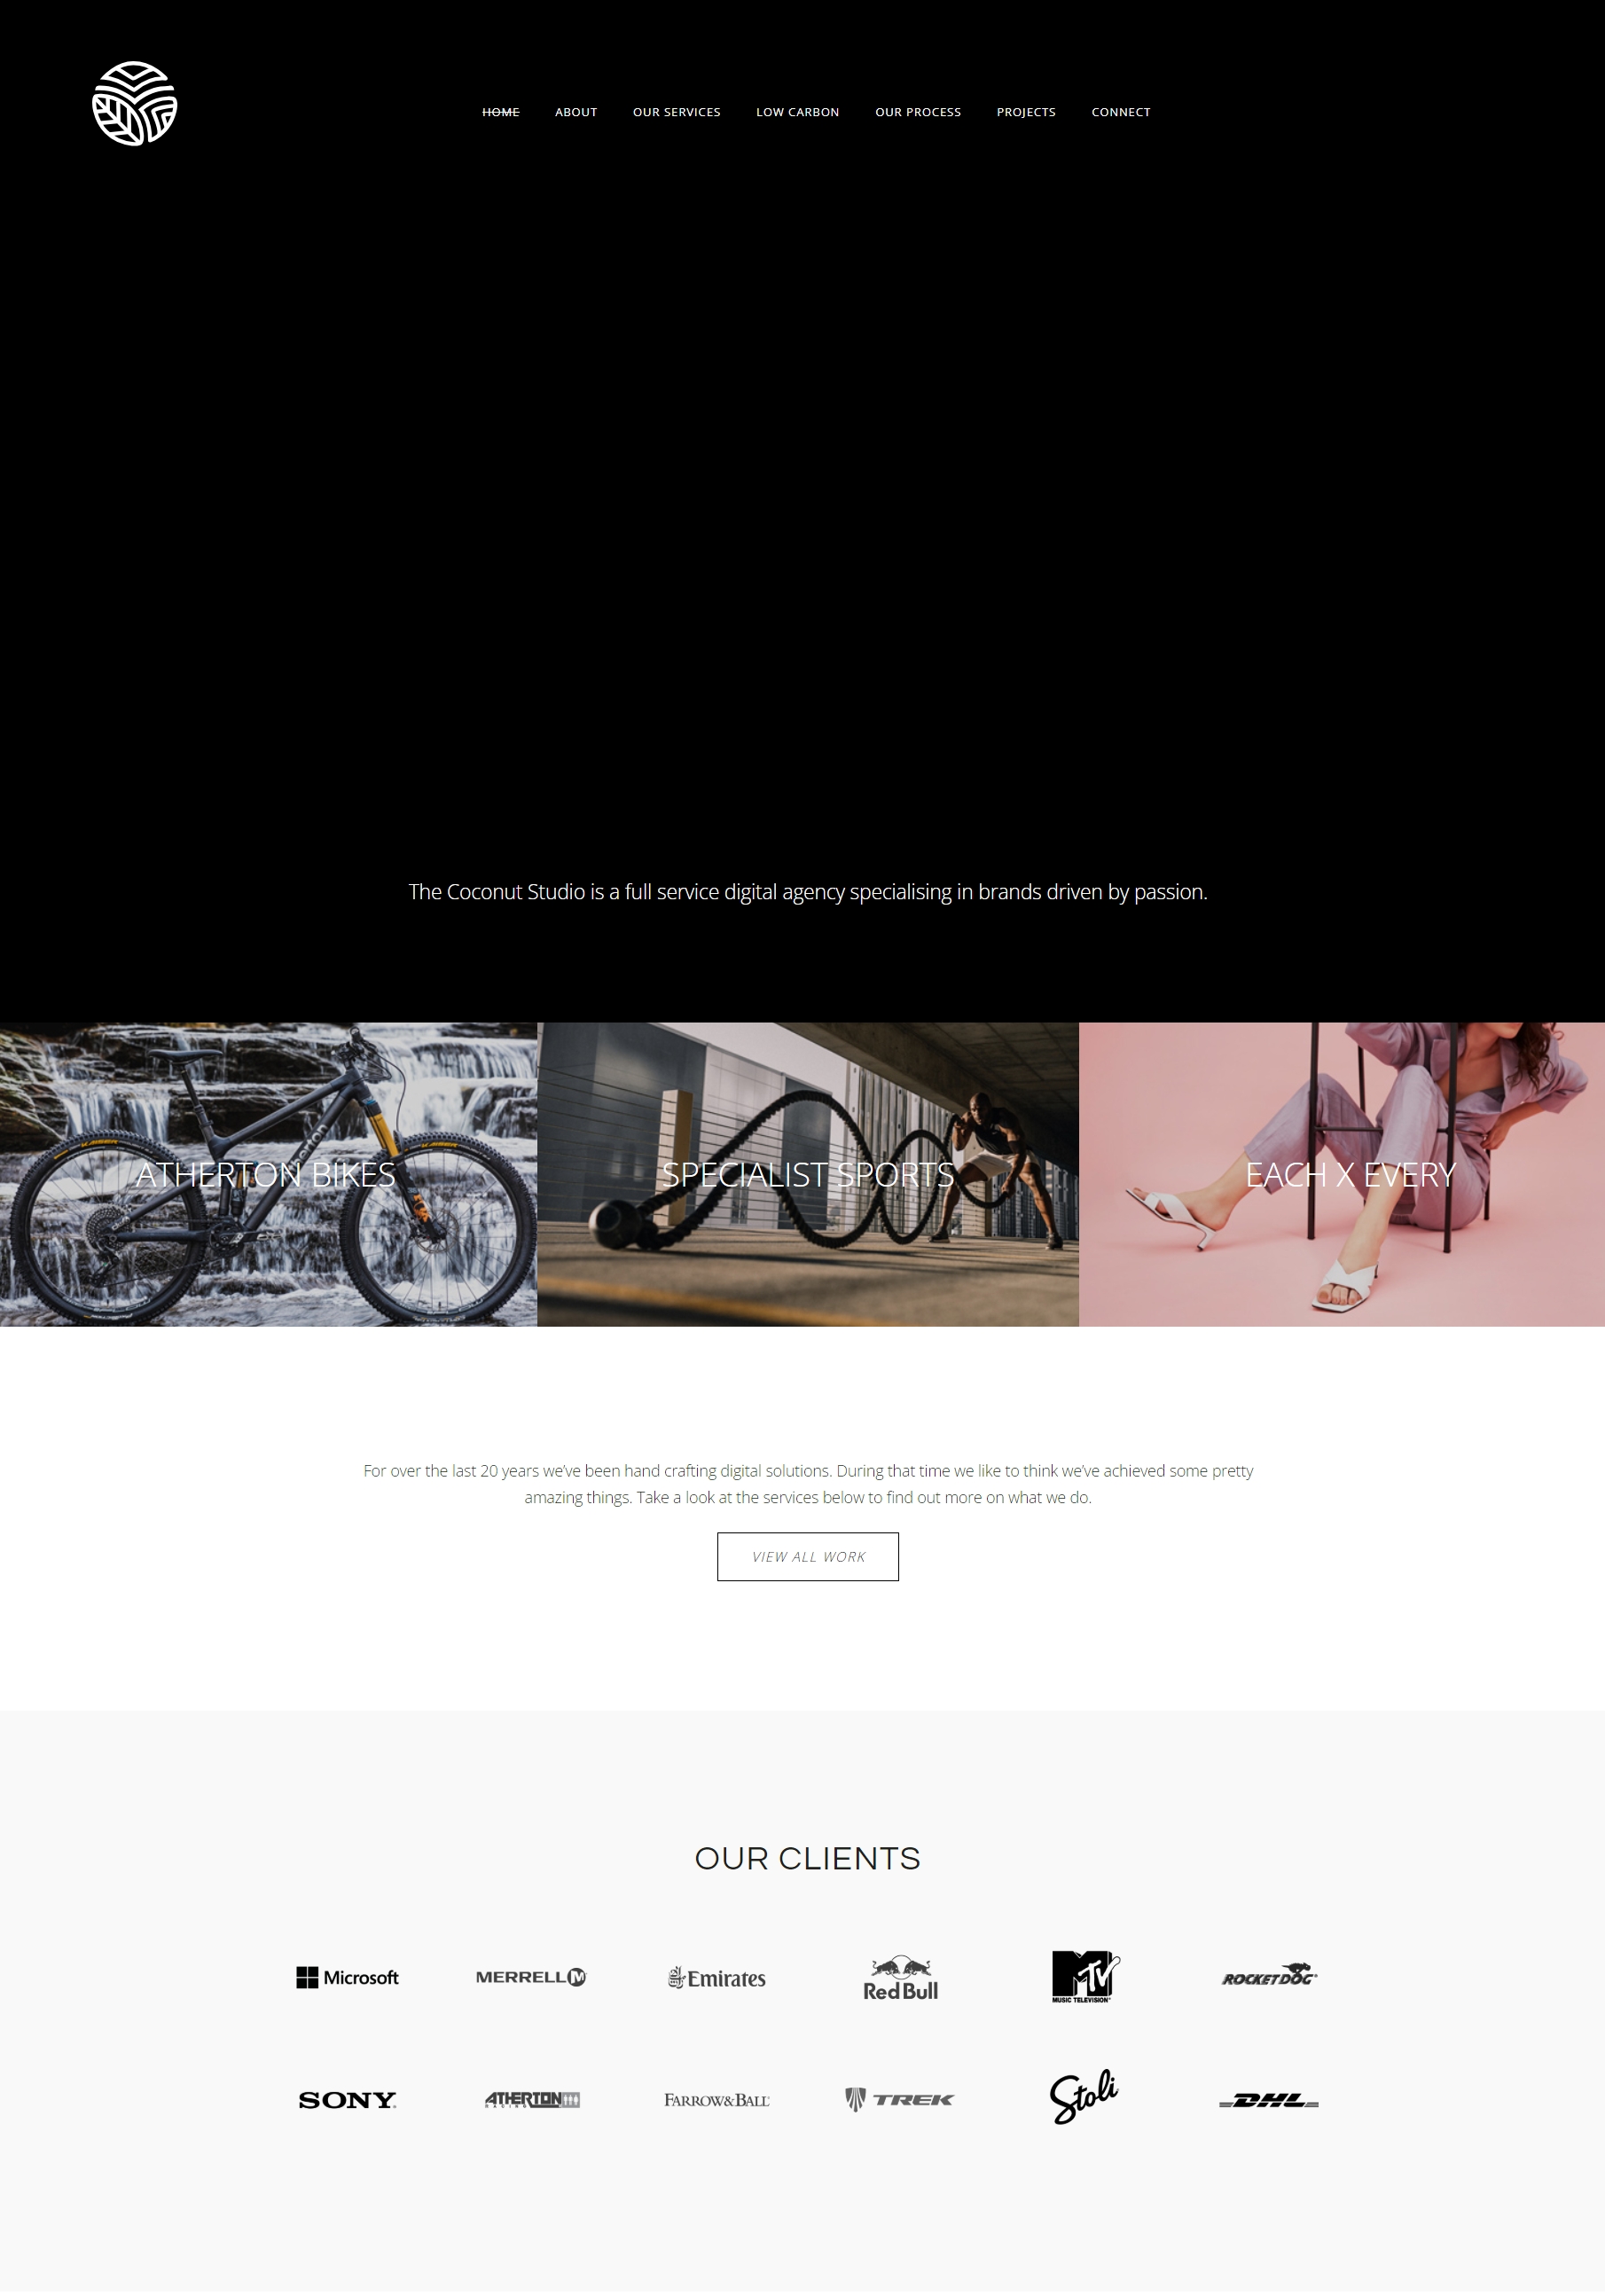 HOME ABOUT OUR SERVICES LOW CARBON OUR PROCESS PROJECTS CONNECT
The Coconut Studio is a full service digital agency specialising in brands driven by passion.
KAISER KAISER
ATHERTON BIKES SPECIALIST SPORTS EACH X EVERY
For over the last 20 years we’ve been hand crafting digital solutions. During that time we like to think we’ve achieved some pretty
amazing things. Take a look at the services below to find out more on what we do.
VIEW ALL WORK
OUR CLIENTS
Microsoft MERRELL M Emirates Red Bull MTV MUSIC TELEVISION® ROCKET DOG®
SONY ATHERTON FARROW&BALL TREK Stoli DHL